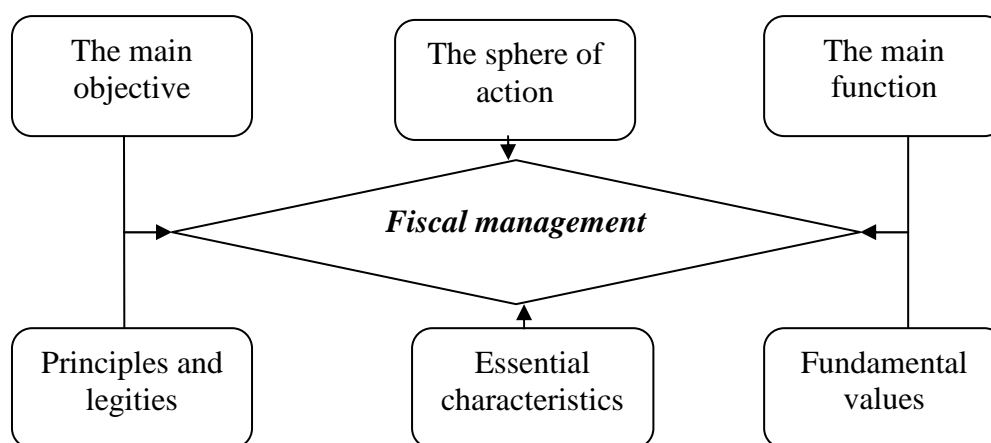 The main
objective
The sphere of
action
The main
function
Fiscal management
Principles and
legities
Essential
characteristics
Fundamental
values